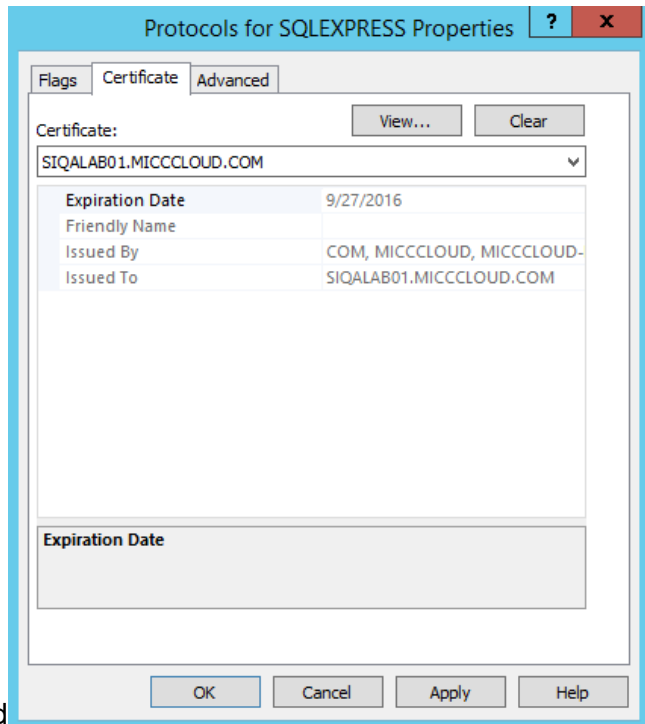 Protocols for SQLEXPRESS Properties ? x
Flags Certificate Advanced
View... Clear
Certificate:
SIQALAB01.MICCCLOUD.COM
Expiration Date 9/27/2016
Friendly Name
Issued By COM, MICCCLOUD, MICCCLOUD-
Issued To SIQALAB01.MICCCLOUD.COM
Expiration Date
OK Cancel Apply Help
d